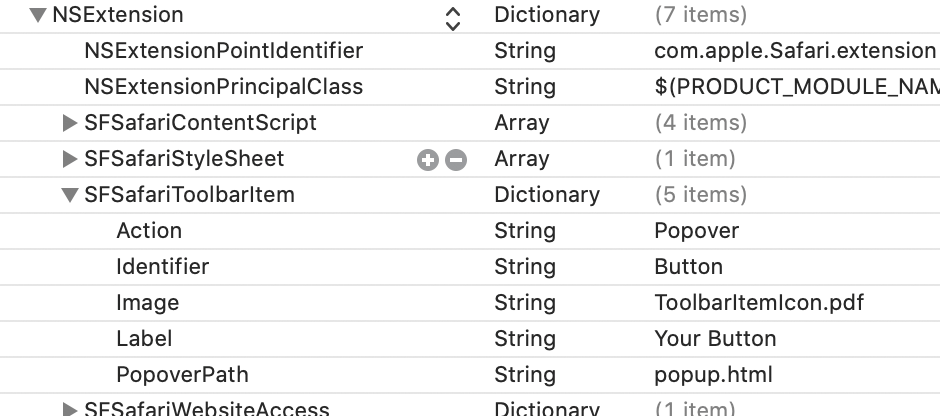 NSExtension Dictionary (7 items)
NSExtensionPointIdentifier String com.apple.Safari.extension
NSExtensionPrincipalClass String $(PRODUCT_MODULE_NAM
SFSafariContentScript Array (4 items)
SFSafariStyleSheet Array (1 item)
SFSafariToolbarItem Dictionary (5 items)
Action String Popover
Identifier String Button
Image String ToolbarItemIcon.pdf
Label String Your Button
PopoverPath String popup.html
SFSafariWebsiteAccess Dictionary (1 item)